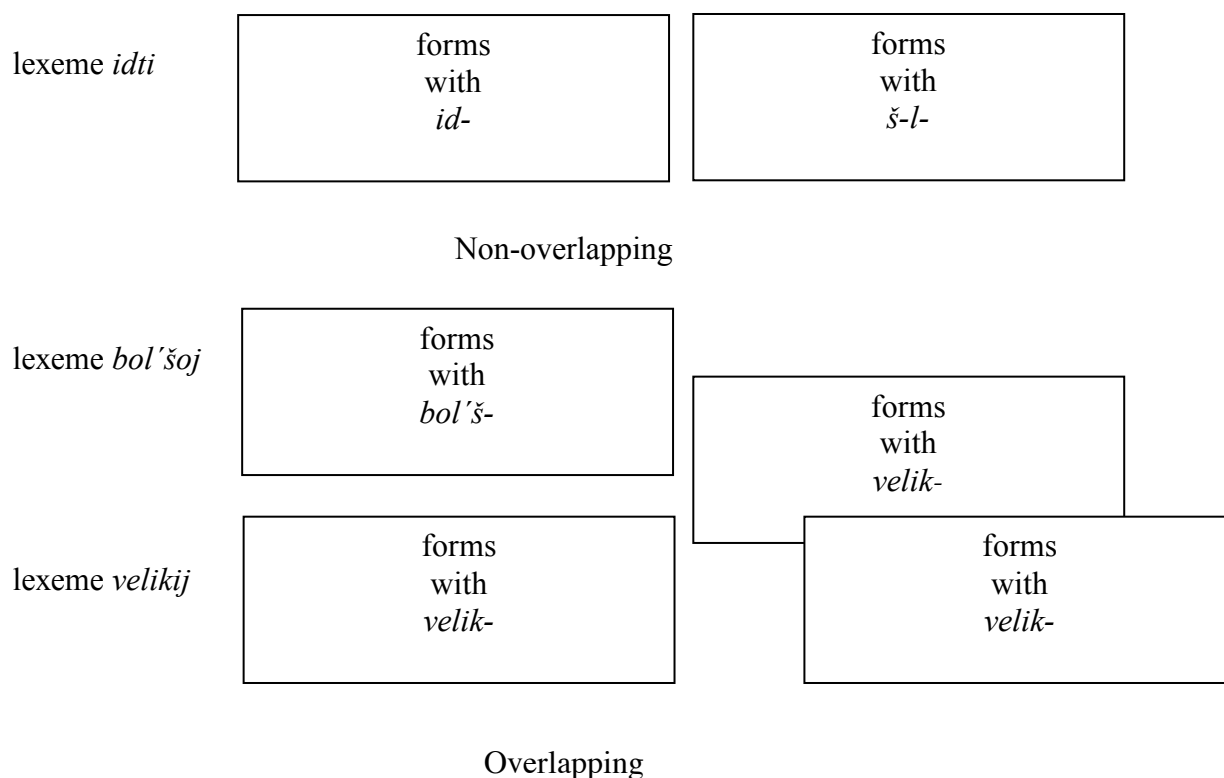 lexeme idti
forms
with
id-
forms
with
š-l-
Non-overlapping
lexeme bol´šoj
forms
with
bol´š-
forms
with
velik-
lexeme velikij
forms
with
velik-
forms
with
velik-
Overlapping